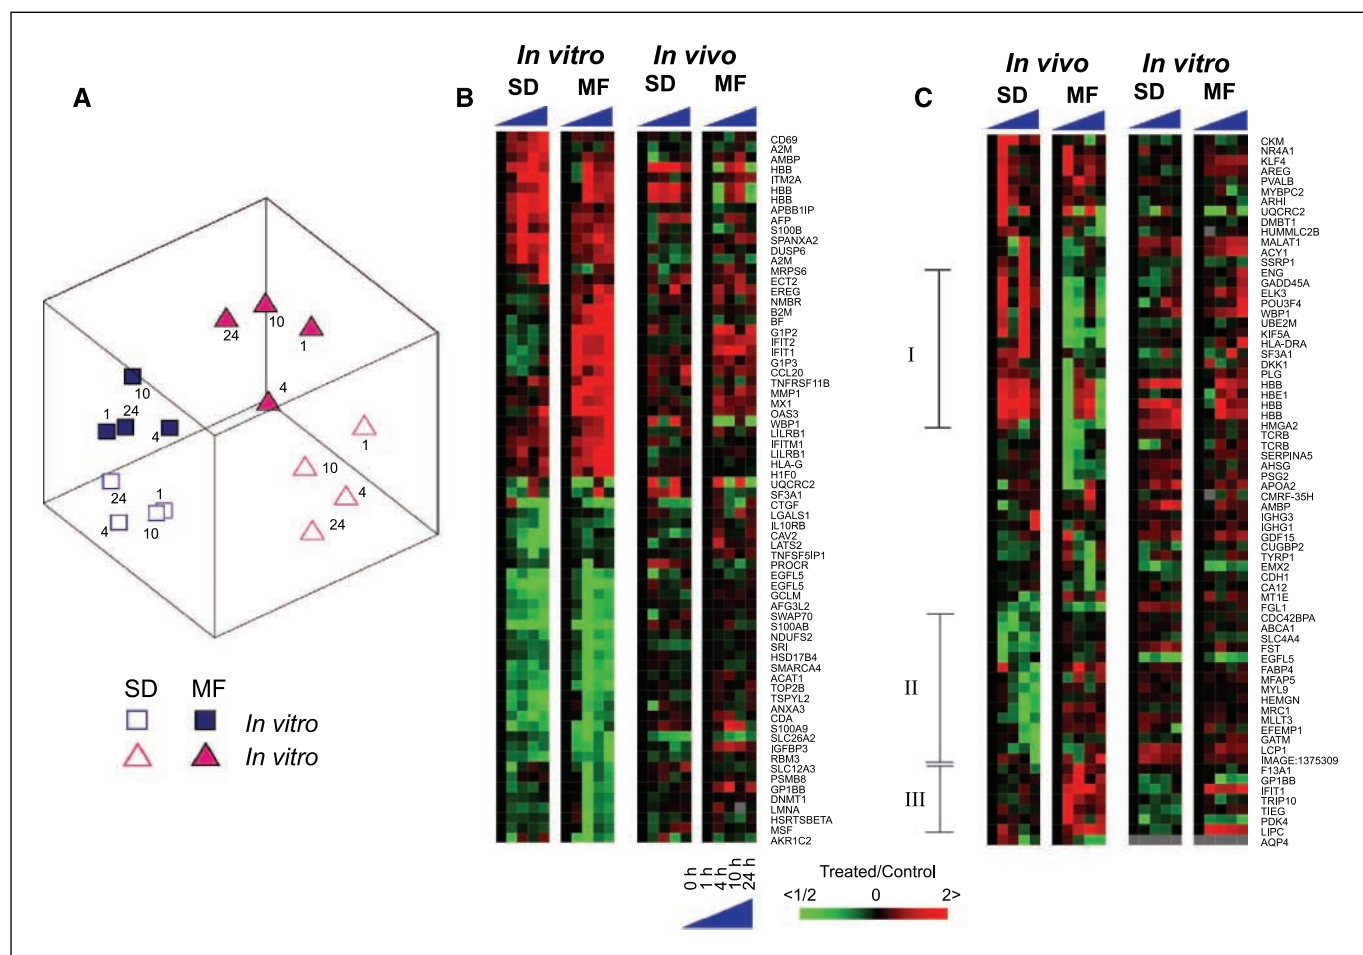 A
24
10
1
4
10
1
24
4
24
1
4
10
1
10
4
24
SD MF
In vitro
In vitro
B
In vitro In vivo
SD MF SD MF
CD69
A2M
AMBP
HBB
ITM2A
HBB
HBB
APBB1IP
AFP
S100B
SPANXA2
DUSP6
A2M
MRPS6
ECT2
EREG
NMBR
B2M
BF
G1P2
IFIT2
IFIT1
G1P3
CCL20
TNFRSF11B
MMP1
MX1
OAS3
WBP1
LILRB1
IFITM1
LILRB1
HLA-G
H1F0
UQCRC2
SF3A1
CTGF
LGALS1
IL10RB
CAV2
LATS2
TNFSF5IP1
PROCR
EGFL5
EGFL5
GCLM
AFG3L2
SWAP70
S100AB
NDUFS2
SRI
HSD17B4
SMARCA4
ACAT1
TOP2B
TSPYL2
ANXA3
CDA
S100A9
SLC26A2
IGFBP3
RBM3
SLC12A3
PSMB8
GP1BB
DNMT1
LMNA
HSRTSBETA
MSF
AKR1C2
0 h
1 h
4 h
10 h
24 h
Treated/Control
<1/2 0 2>
C
In vivo In vitro
SD MF SD MF
I
II
III
CKM
NR4A1
KLF4
AREG
PVALB
MYBPC2
ARHI
UQCRC2
DMBT1
HUMMLC2B
MALAT1
ACY1
SSRP1
ENG
GADD45A
ELK3
POU3F4
WBP1
UBE2M
KIF5A
HLA-DRA
SF3A1
DKK1
PLG
HBB
HBE1
HBB
HMGA2
TCRB
TCRB
SERPINA5
AHSG
PSG2
APOA2
CMRF-35H
AMBP
IGHG3
IGHG1
GDF15
CUGBP2
TYRP1
EMX2
CDH1
CA12
MT1E
FGL1
CDC42BPA
ABCA1
SLC4A4
FST
EGFL5
FABP4
MFAP5
MYL9
HEMGN
MRC1
MLLT3
EFEMP1
GATM
LCP1
IMAGE:1375309
F13A1
GP1BB
IFIT1
TRIP10
TIEG
PDK4
LIPC
AQP4